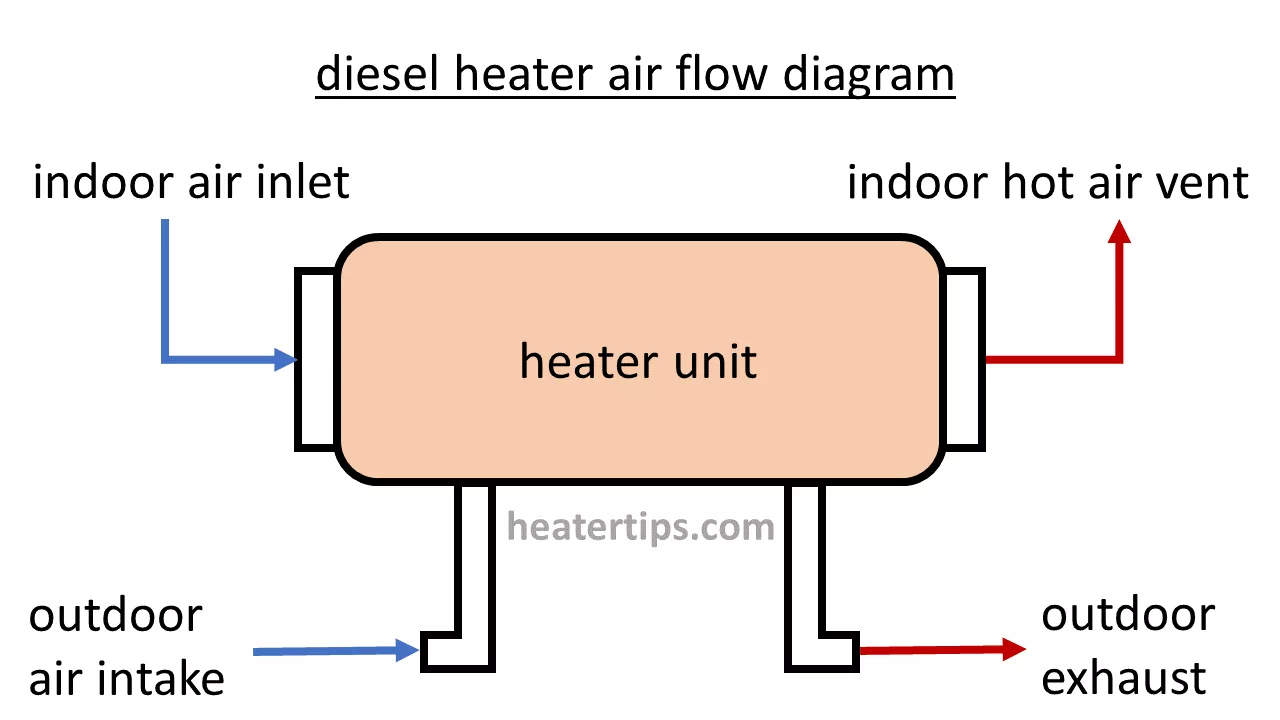 diesel heater air flow diagram
indoor air inlet
indoor hot air vent
heater unit
heatertips.com
outdoor
air intake
outdoor
exhaust